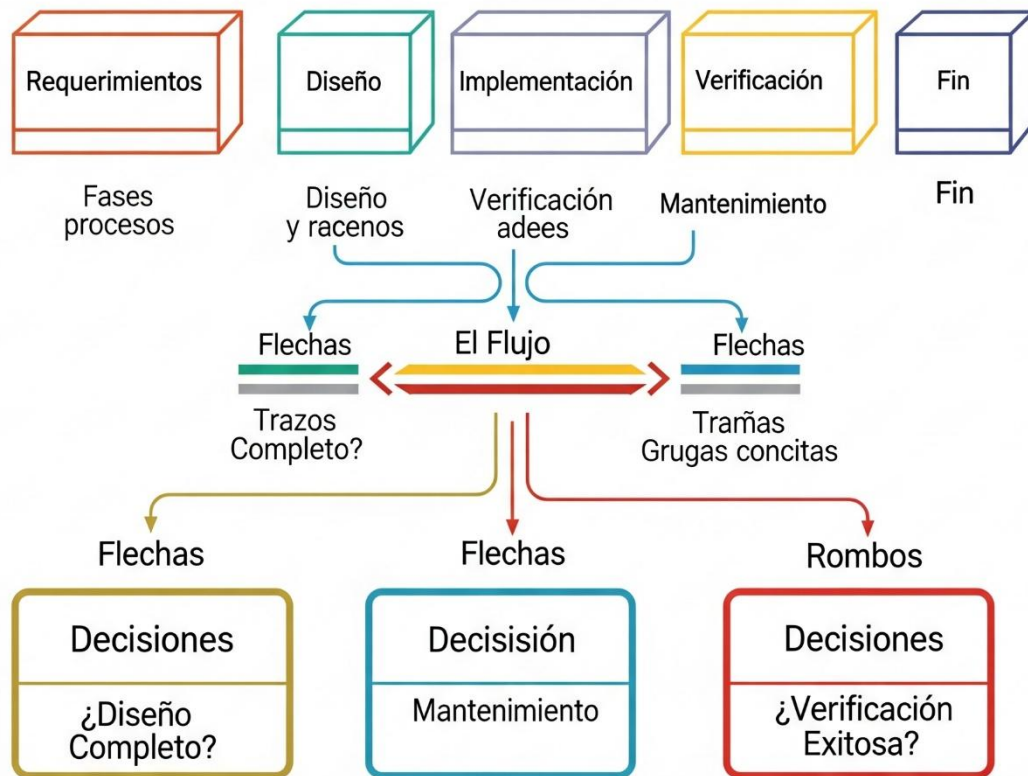 Requerimientos
Diseño
Implementación
Verificación
Fin
Fases
procesos
Diseño
y racenos
Verificación
adees
Mantenimiento
Fin
Flechas
El Flujo
Flechas
Trazos
Completo?
Tramas
Grugas concitas
Flechas
Flechas
Rombos
Decisiones
Decisisión
Decisiones
¿Diseño
Completo?
Mantenimiento
¿Verificación
Exitosa?